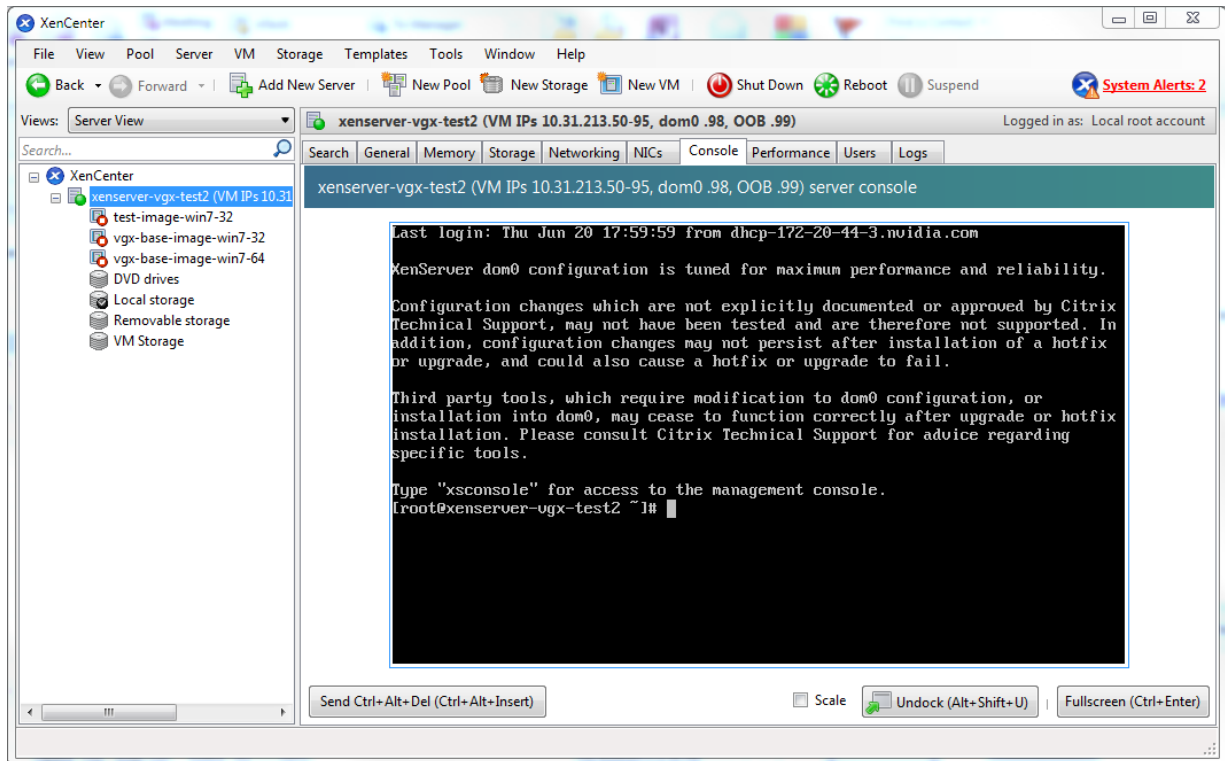 XenCenter
File View Pool Server VM Storage Templates Tools Window Help
Back Forward Add New Server New Pool New Storage New VM Shut Down Reboot Suspend System Alerts: 2
Views: Server View
xenserver-vgx-test2 (VM IPs 10.31.213.50-95, dom0 .98, OOB .99) Logged in as: Local root account
Search...
Search General Memory Storage Networking NICs Console Performance Users Logs
XenCenter
xenserver-vgx-test2 (VM IPs 10.31
test-image-win7-32
vgx-base-image-win7-32
vgx-base-image-win7-64
DVD drives
Local storage
Removable storage
VM Storage
xenserver-vgx-test2 (VM IPs 10.31.213.50-95, dom0 .98, OOB .99) server console
Last login: Thu Jun 20 17:59:59 from dhcp-172-20-44-3.nvidia.com
XenServer dom0 configuration is tuned for maximum performance and reliability.
Configuration changes which are not explicitly documented or approved by Citrix
Technical Support, may not have been tested and are therefore not supported. In
addition, configuration changes may not persist after installation of a hotfix
or upgrade, and could also cause a hotfix or upgrade to fail.
Third party tools, which require modification to dom0 configuration, or
installation into dom0, may cease to function correctly after upgrade or hotfix
installation. Please consult Citrix Technical Support for advice regarding
specific tools.
Type "xsconsole" for access to the management console.
[root@xenserver-vgx-test2 ~]#
Send Ctrl+Alt+Del (Ctrl+Alt+Insert) Scale Undock (Alt+Shift+U) Fullscreen (Ctrl+Enter)